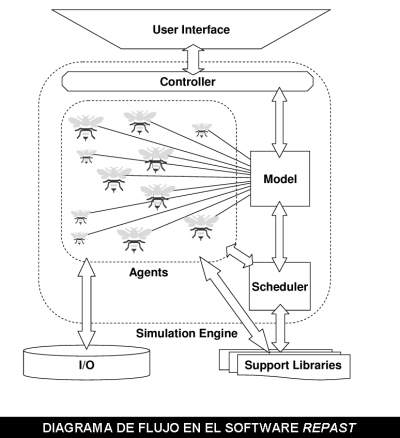 User Interface
Controller
Model
Agents
Scheduler
Simulation Engine
I/O
Support Libraries
DIAGRAMA DE FLUJO EN EL SOFTWARE REPAST